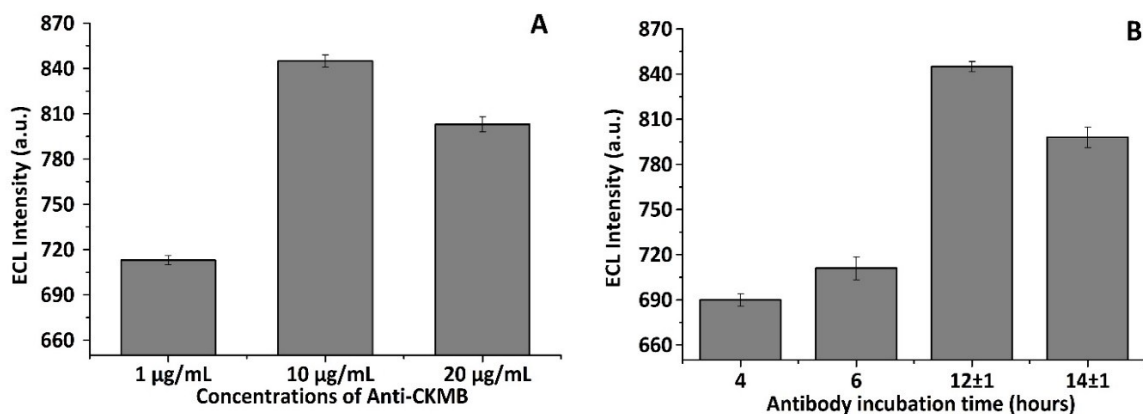 A
870
840
810
780
750
720
690
660
ECL Intensity (a.u.)
1 µg/mL 10 µg/mL 20 µg/mL
Concentrations of Anti-CKMB
B
870
840
810
780
750
720
690
660
ECL Intensity (a.u.)
4 6 12±1 14±1
Antibody incubation time (hours)